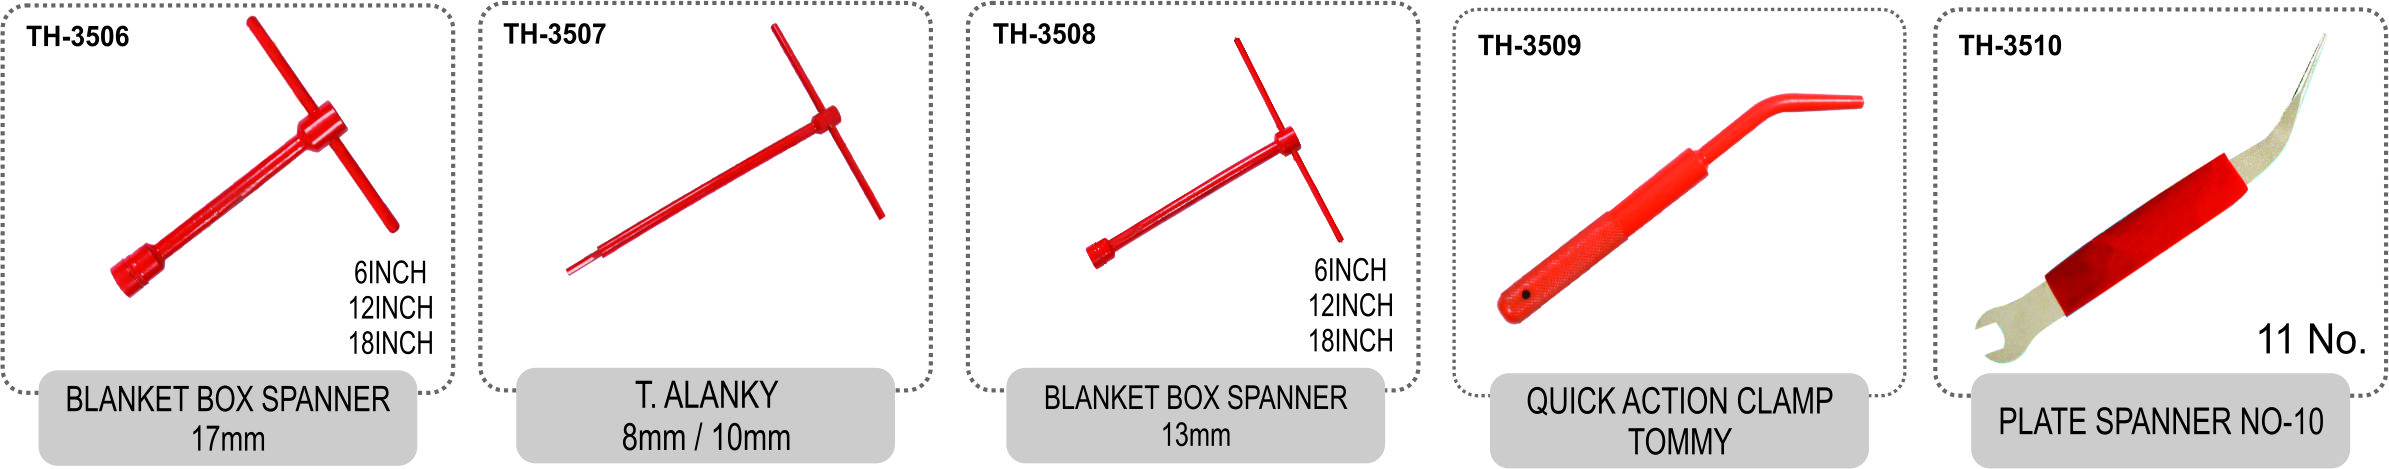 TH-3506
6INCH
12INCH
18INCH
BLANKET BOX SPANNER
17mm
TH-3507
T. ALANKY
8mm / 10mm
TH-3508
6INCH
12INCH
18INCH
BLANKET BOX SPANNER
13mm
TH-3509
QUICK ACTION CLAMP
TOMMY
TH-3510
11 No.
PLATE SPANNER NO-10